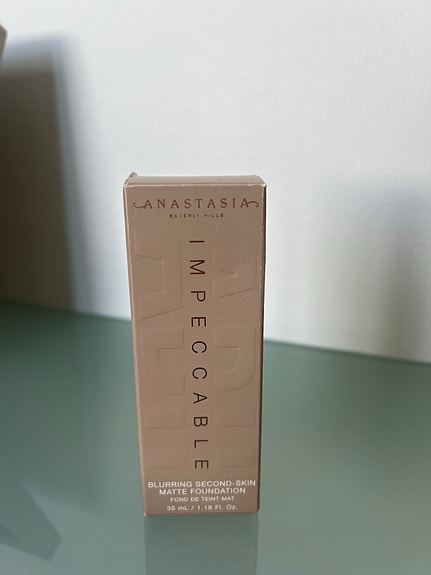 ANASTASIA
BEVERLY HILLS
IMPECCABLE
BLURRING SECOND-SKIN
MATTE FOUNDATION
FOND DE TEINT MAT
35 mL / 1.18 Fl. Oz.